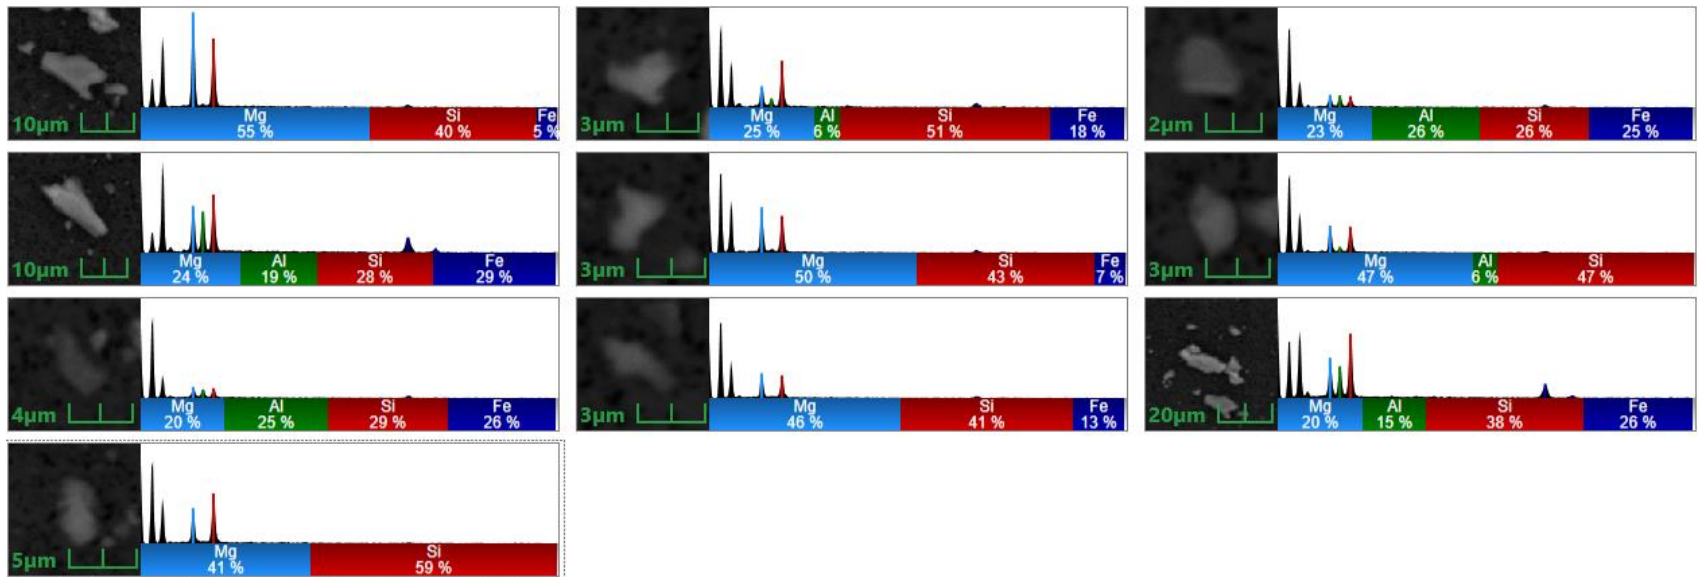 10µm
Mg Si Fe
55 % 40 % 5 %
3µm
Mg Al Si Fe
25 % 6 % 51 % 18 %
2µm
Mg Al Si Fe
23 % 26 % 26 % 25 %
10µm
Mg Al Si Fe
24 % 19 % 28 % 29 %
3µm
Mg Si Fe
50 % 43 % 7 %
3µm
Mg Al Si
47 % 6 % 47 %
4µm
Mg Al Si Fe
20 % 25 % 29 % 26 %
3µm
Mg Si Fe
46 % 41 % 13 %
20µm
Mg Al Si Fe
20 % 15 % 38 % 26 %
5µm
Mg Si
41 % 59 %